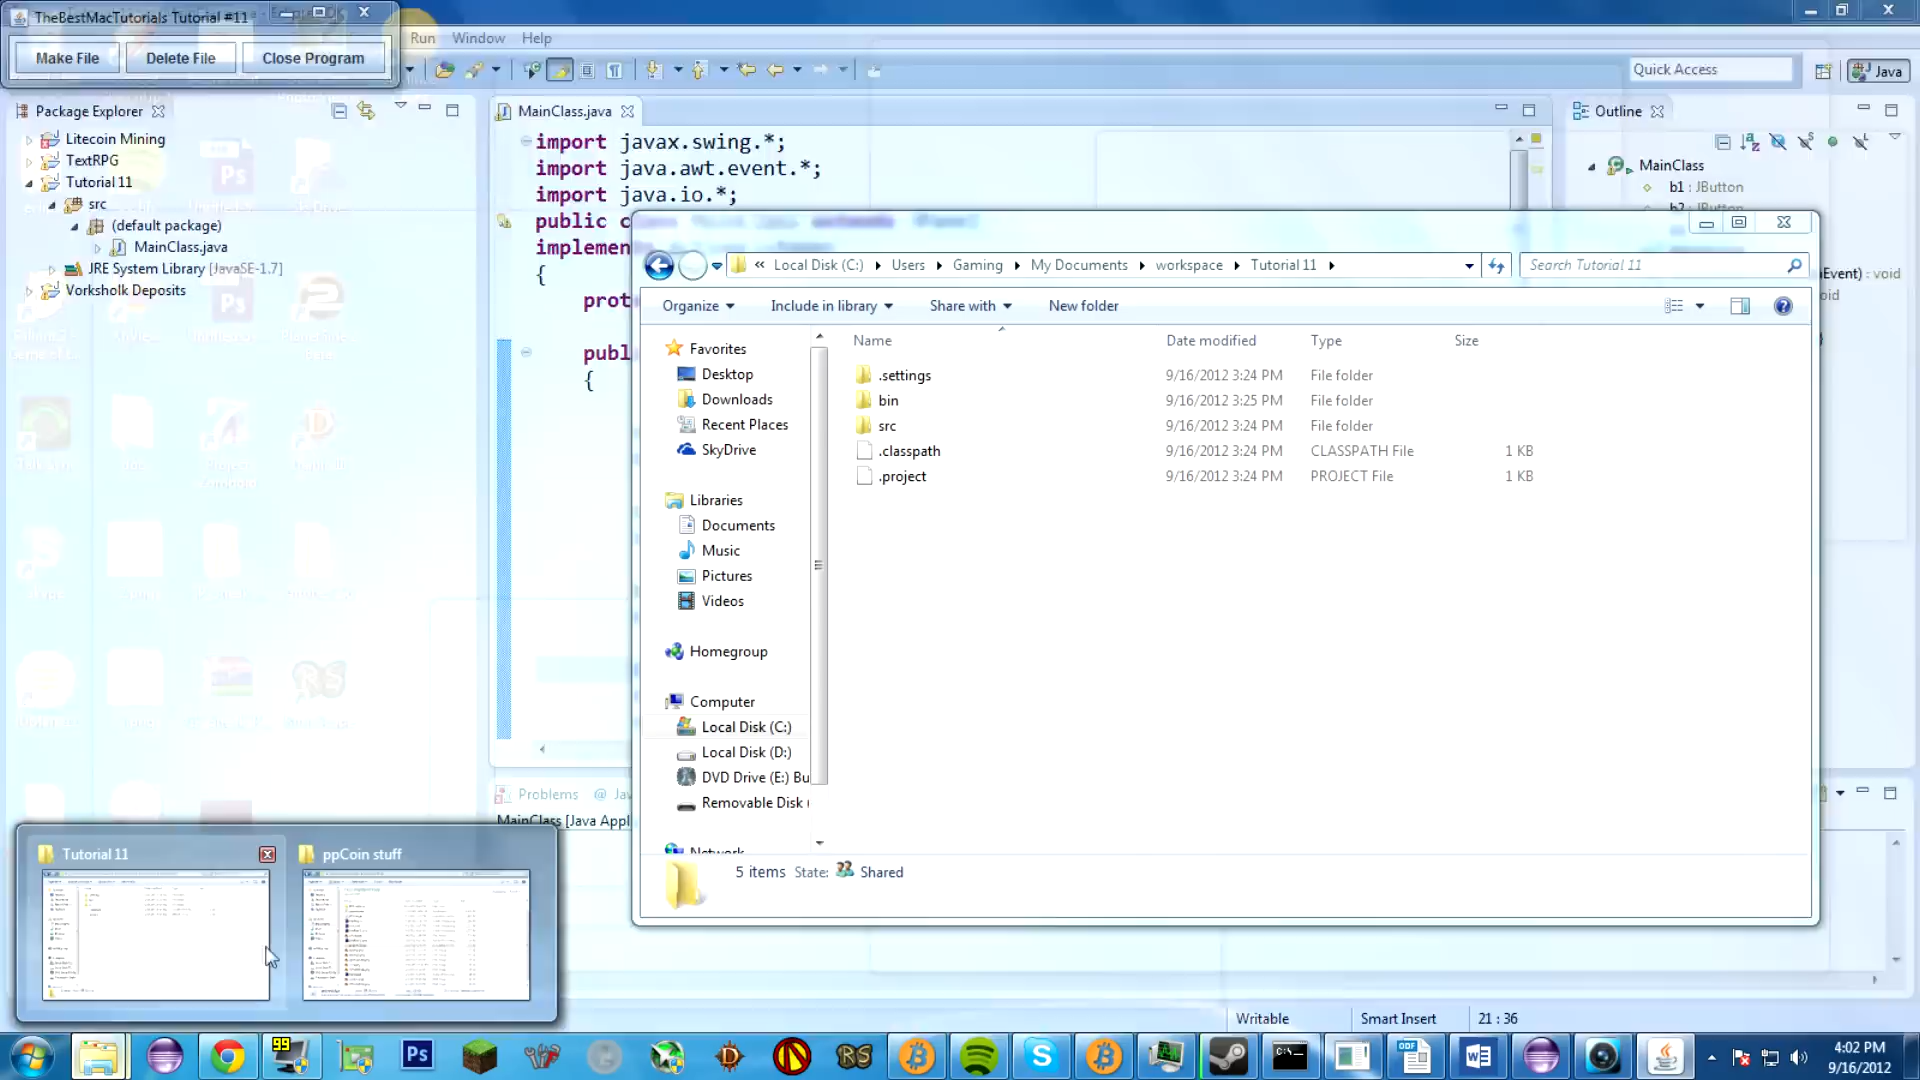 TheBestMacTutorials Tutorial #11
Make File Delete File Close Program
Run Window Help
Quick Access
Java
Package Explorer
Litecoin Mining
TextRPG
Tutorial 11
src
(default package)
MainClass.java
JRE System Library [JavaSE-1.7]
Vorksholk Deposits
MainClass.java
import javax.swing.*;
import java.awt.event.*;
import java.io.*;
public
implemen
{
prot
publ
{
Outline
MainClass
b1 : JButton
b2 : JButton
Event) : void
oid
« Local Disk (C:) Users Gaming My Documents workspace Tutorial 11
Search Tutorial 11
Organize Include in library Share with New folder
Favorites
Desktop
Downloads
Recent Places
SkyDrive
Libraries
Documents
Music
Pictures
Videos
Homegroup
Computer
Local Disk (C:)
Local Disk (D:)
DVD Drive (E:) Bu
Removable Disk (
Network
Name Date modified Type Size
.settings 9/16/2012 3:24 PM File folder
bin 9/16/2012 3:25 PM File folder
src 9/16/2012 3:24 PM File folder
.classpath 9/16/2012 3:24 PM CLASSPATH File 1 KB
.project 9/16/2012 3:24 PM PROJECT File 1 KB
5 items State: Shared
Problems @ Jav
MainClass [Java Appl
Tutorial 11
ppCoin stuff
Writable Smart Insert 21 : 36
99
Ps
RS
4:02 PM
9/16/2012